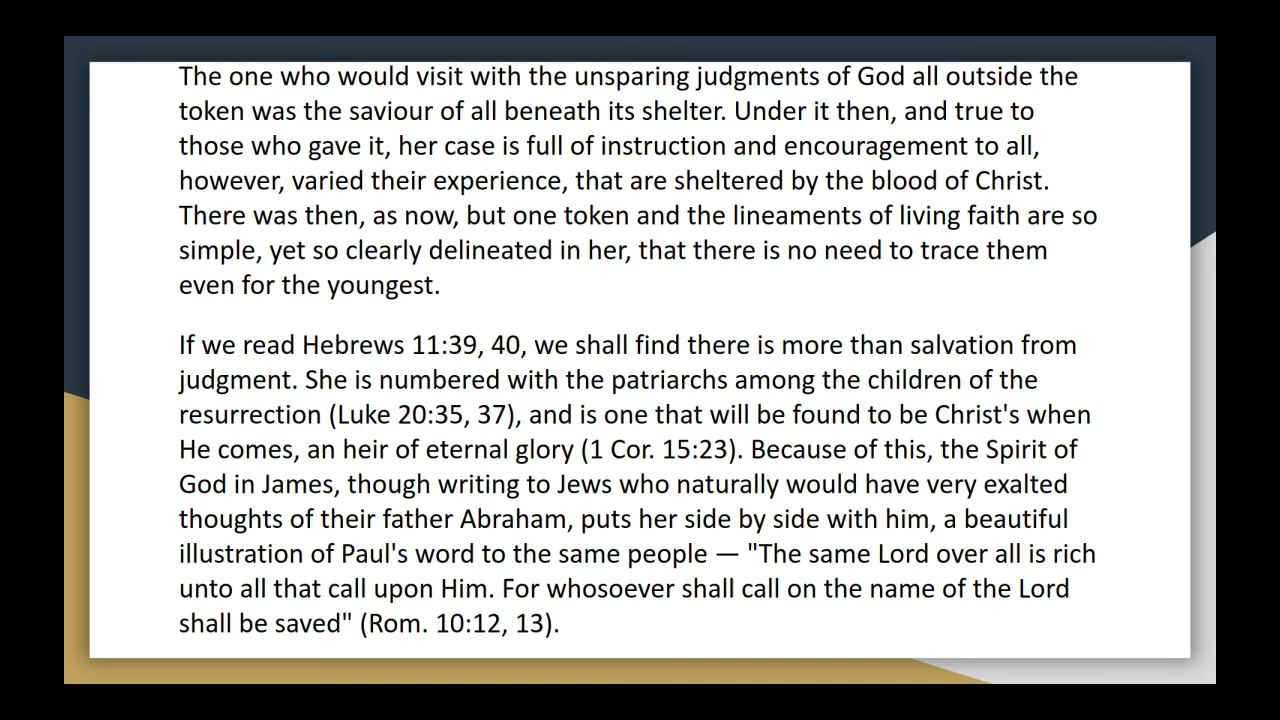 The one who would visit with the unsparing judgments of God all outside the
token was the saviour of all beneath its shelter. Under it then, and true to
those who gave it, her case is full of instruction and encouragement to all,
however, varied their experience, that are sheltered by the blood of Christ.
There was then, as now, but one token and the lineaments of living faith are so
simple, yet so clearly delineated in her, that there is no need to trace them
even for the youngest.
If we read Hebrews 11:39, 40, we shall find there is more than salvation from
judgment. She is numbered with the patriarchs among the children of the
resurrection (Luke 20:35, 37), and is one that will be found to be Christ's when
He comes, an heir of eternal glory (1 Cor. 15:23). Because of this, the Spirit of
God in James, though writing to Jews who naturally would have very exalted
thoughts of their father Abraham, puts her side by side with him, a beautiful
illustration of Paul's word to the same people — "The same Lord over all is rich
unto all that call upon Him. For whosoever shall call on the name of the Lord
shall be saved" (Rom. 10:12, 13).